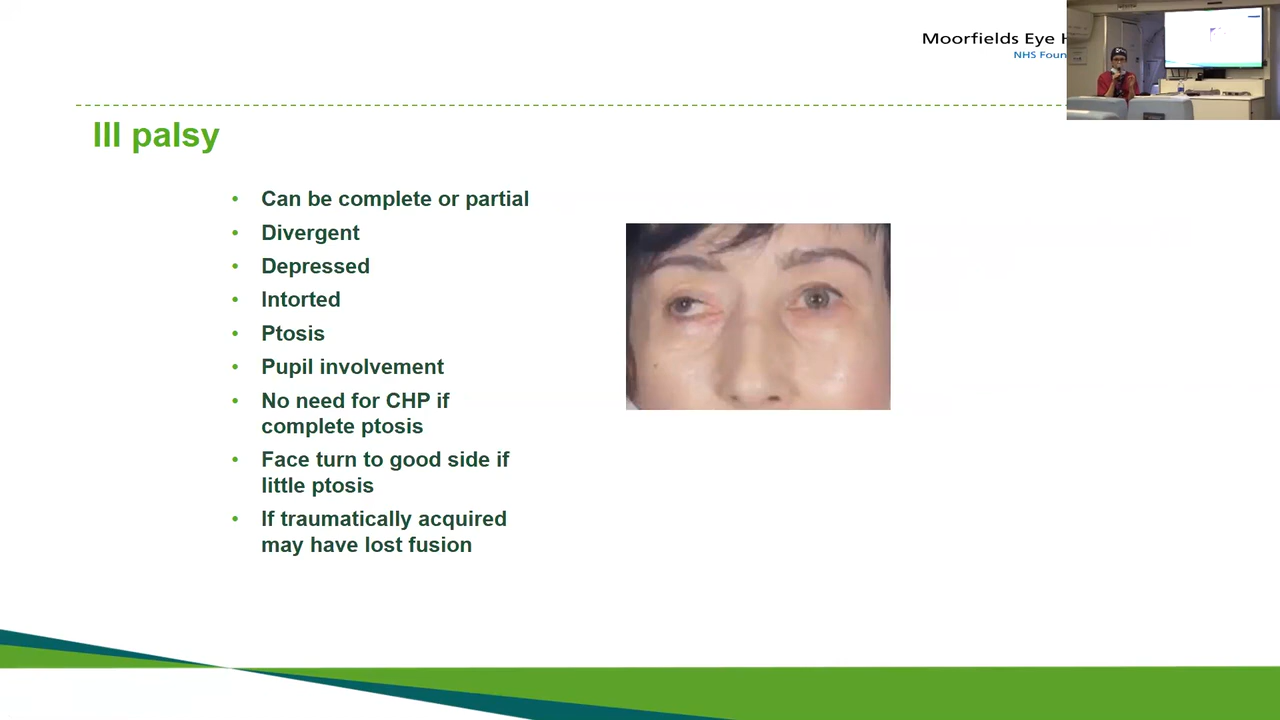 Moorfields Eye
NHS Foun
III palsy
• Can be complete or partial
• Divergent
• Depressed
• Intorted
• Ptosis
• Pupil involvement
• No need for CHP if
complete ptosis
• Face turn to good side if
little ptosis
• If traumatically acquired
may have lost fusion